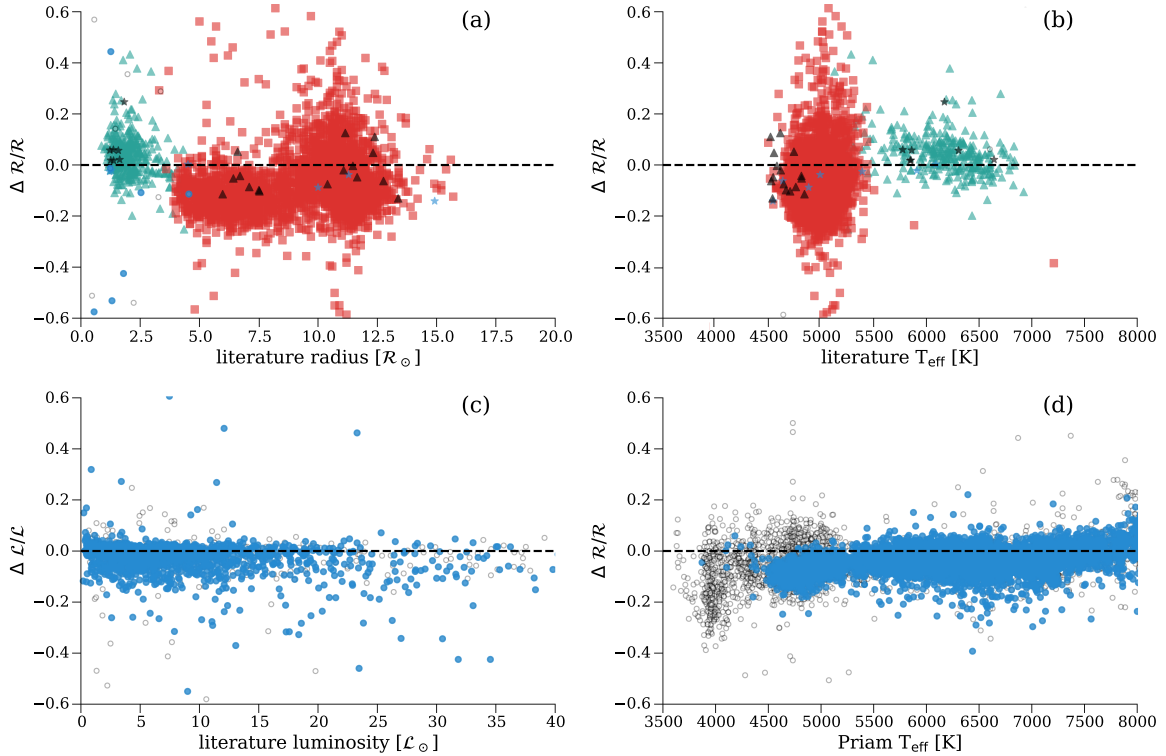 (a)
0.6
0.4
0.2
0.0
−0.2
−0.4
−0.6
Δ ℛ/ℛ
0.0 2.5 5.0 7.5 10.0 12.5 15.0 17.5 20.0
literature radius [ℛ⊙]
(b)
0.6
0.4
0.2
0.0
−0.2
−0.4
−0.6
Δ ℛ/ℛ
3500 4000 4500 5000 5500 6000 6500 7000 7500 8000
literature Teff [K]
(c)
0.6
0.4
0.2
0.0
−0.2
−0.4
−0.6
Δ ℒ/ℒ
0 5 10 15 20 25 30 35 40
literature luminosity [ℒ⊙]
(d)
0.6
0.4
0.2
0.0
−0.2
−0.4
−0.6
Δ ℛ/ℛ
3500 4000 4500 5000 5500 6000 6500 7000 7500 8000
Priam Teff [K]